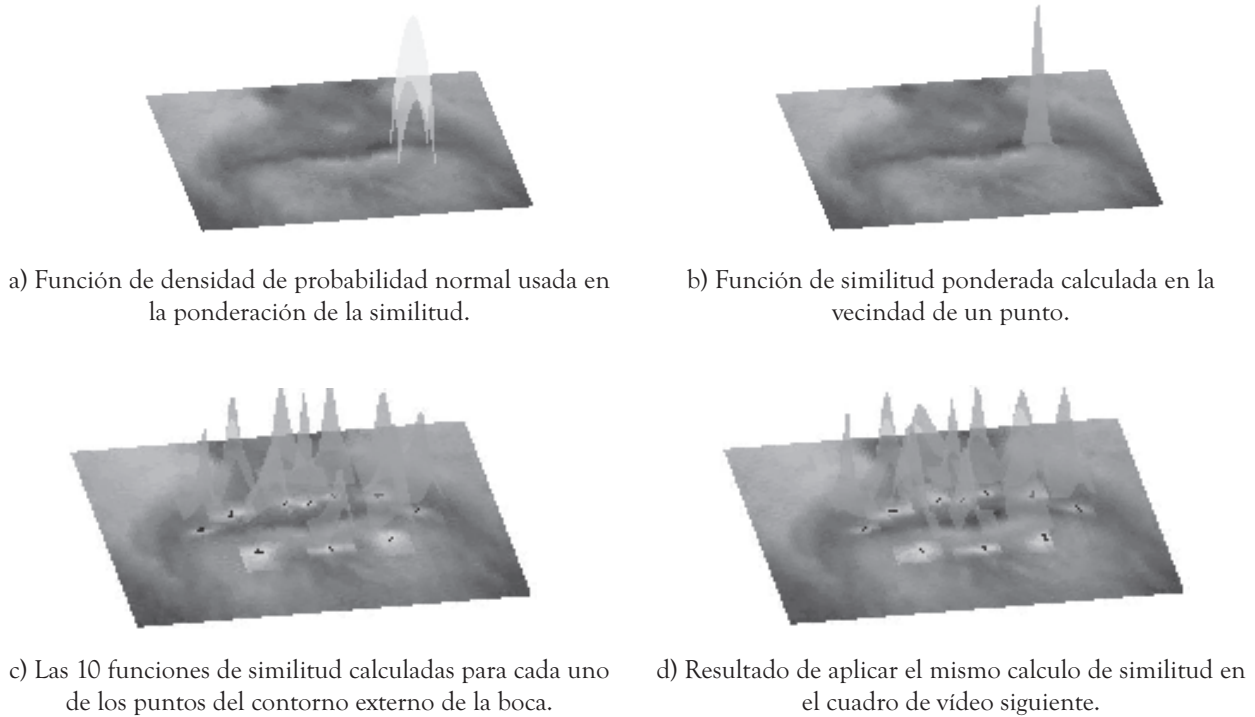 a) Función de densidad de probabilidad normal usada en
la ponderación de la similitud.
b) Función de similitud ponderada calculada en la
vecindad de un punto.
c) Las 10 funciones de similitud calculadas para cada uno
de los puntos del contorno externo de la boca.
d) Resultado de aplicar el mismo calculo de similitud en
el cuadro de vídeo siguiente.